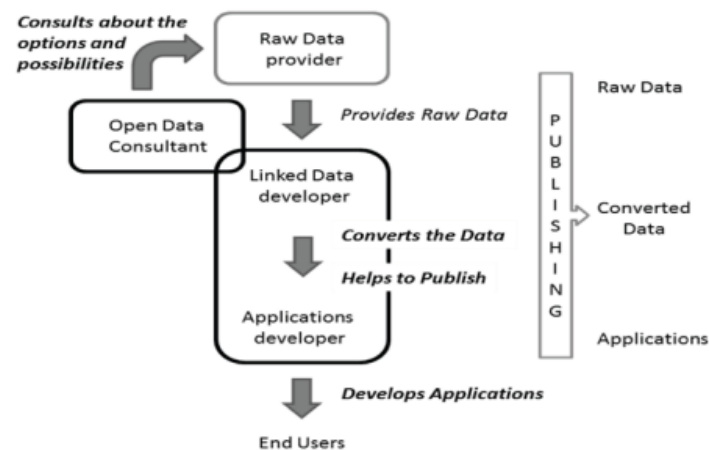 Consults about the
options and
possibilities
Raw Data
provider
Open Data
Consultant
Provides Raw Data
Linked Data
developer
Converts the Data
Helps to Publish
Applications
developer
Develops Applications
End Users
PUBLISHING
Raw Data
Converted
Data
Applications